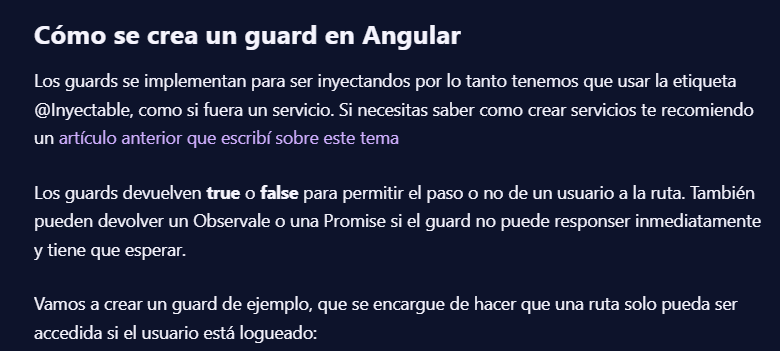 Cómo se crea un guard en Angular
Los guards se implementan para ser inyectandos por lo tanto tenemos que usar la etiqueta
@Inyectable, como si fuera un servicio. Si necesitas saber como crear servicios te recomiendo
un artículo anterior que escribí sobre este tema
Los guards devuelven true o false para permitir el paso o no de un usuario a la ruta. También
pueden devolver un Observale o una Promise si el guard no puede responser inmediatamente
y tiene que esperar.
Vamos a crear un guard de ejemplo, que se encargue de hacer que una ruta solo pueda ser
accedida si el usuario está logueado: